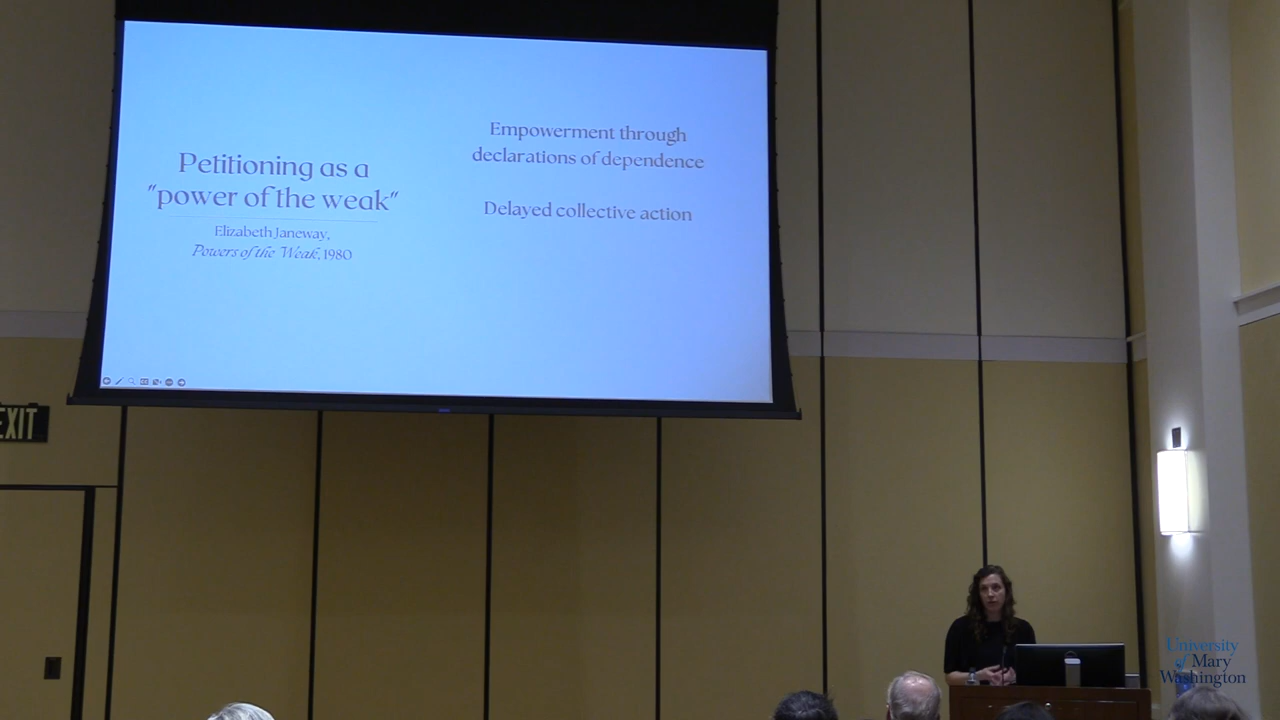 Petitioning as a
"power of the weak"
Elizabeth Janeway,
Powers of the Weak, 1980
Empowerment through
declarations of dependence
Delayed collective action
EXIT
University
of Mary
Washington